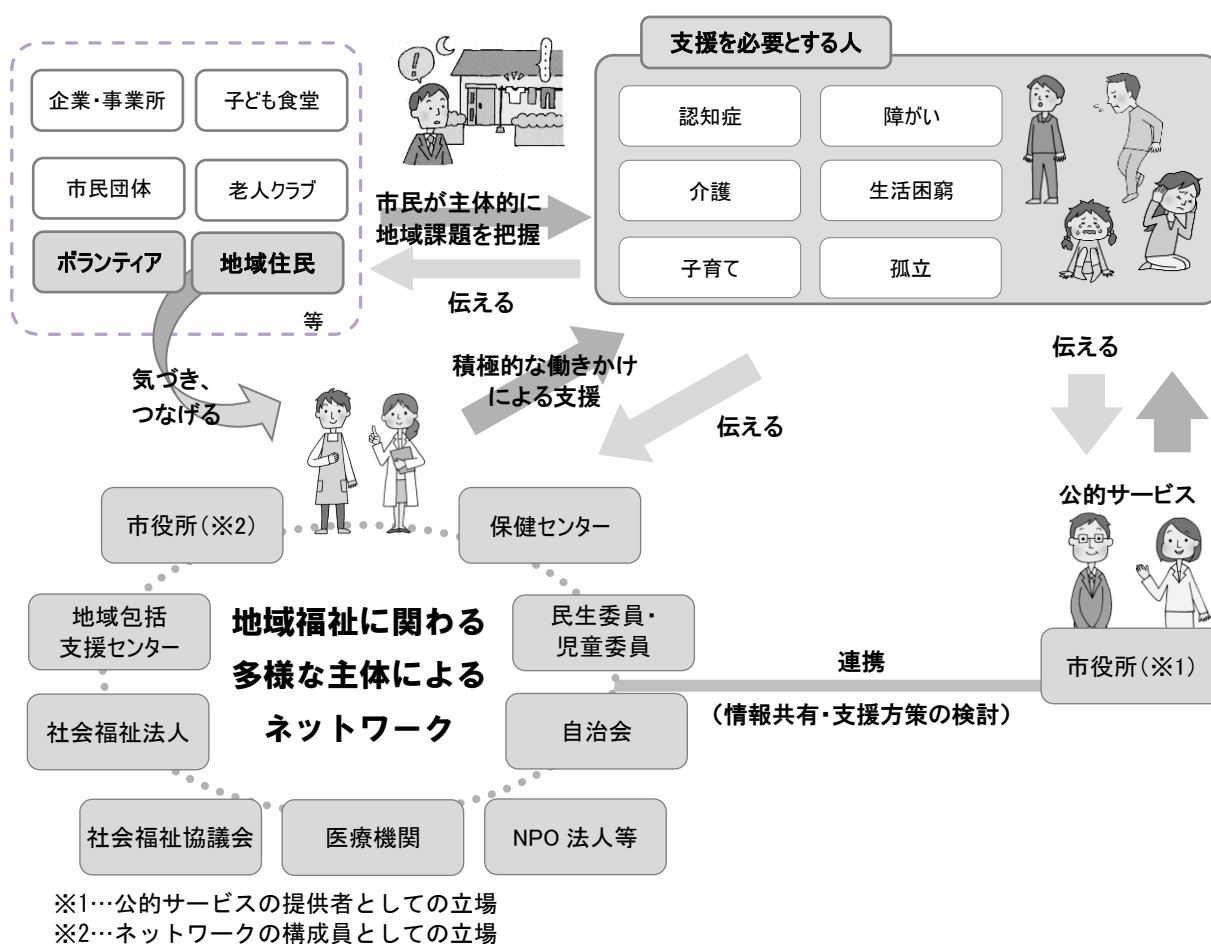 支援を必要とする人
企業・事業所
子ども食堂
市民団体
老人クラブ
ボランティア
地域住民
等
!
認知症
障がい
介護
生活困窮
子育て
孤立
市民が主体的に
地域課題を把握
伝える
気づき、
つなげる
積極的な働きかけ
による支援
伝える
伝える
公的サービス
市役所(※2)
保健センター
地域包括
支援センター
民生委員・
児童委員
社会福祉法人
自治会
社会福祉協議会
医療機関
NPO 法人等
地域福祉に関わる
多様な主体による
ネットワーク
連携
(情報共有・支援方策の検討)
市役所(※1)
※1…公的サービスの提供者としての立場
※2…ネットワークの構成員としての立場